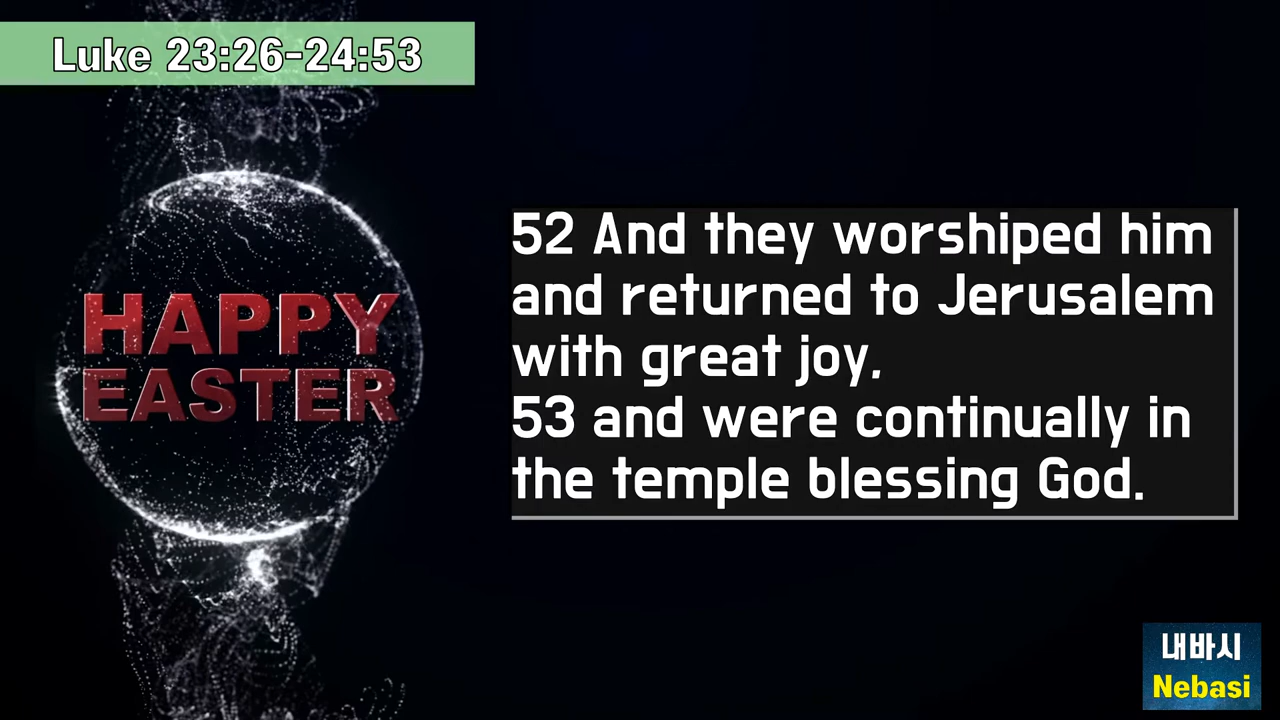 Luke 23:26-24:53
HAPPY
EASTER
52 And they worshiped him
and returned to Jerusalem
with great joy,
53 and were continually in
the temple blessing God.
내바시
Nebasi